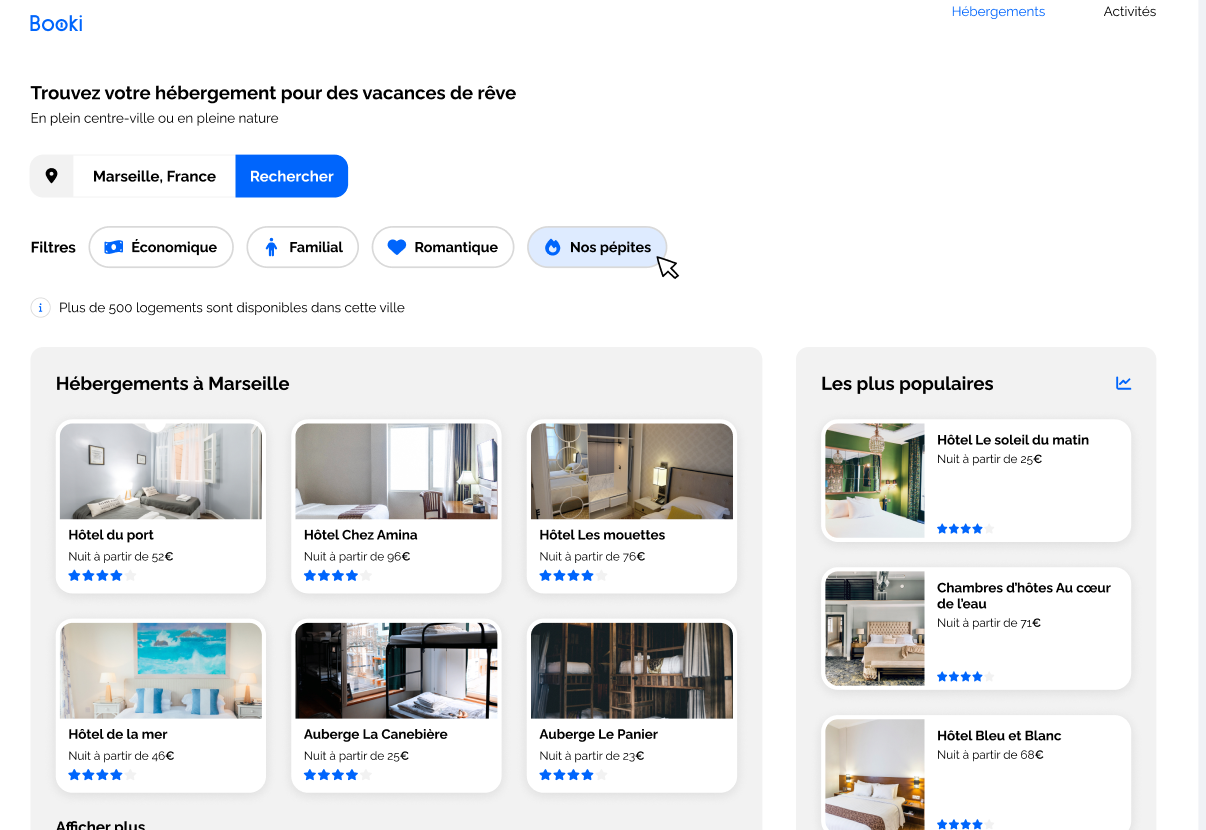 Booki
Hébergements
Activités
Trouvez votre hébergement pour des vacances de rêve
En plein centre-ville ou en pleine nature
Marseille, France
Rechercher
Filtres
Économique
Familial
Romantique
Nos pépites
i Plus de 500 logements sont disponibles dans cette ville
Hébergements à Marseille
Hôtel du port
Nuit à partir de 52€
Hôtel Chez Amina
Nuit à partir de 96€
Hôtel Les mouettes
Nuit à partir de 76€
Hôtel de la mer
Nuit à partir de 46€
Auberge La Canebière
Nuit à partir de 25€
Auberge Le Panier
Nuit à partir de 23€
Afficher plus
Les plus populaires
Hôtel Le soleil du matin
Nuit à partir de 25€
Chambres d'hôtes Au cœur
de l'eau
Nuit à partir de 71€
Hôtel Bleu et Blanc
Nuit à partir de 68€